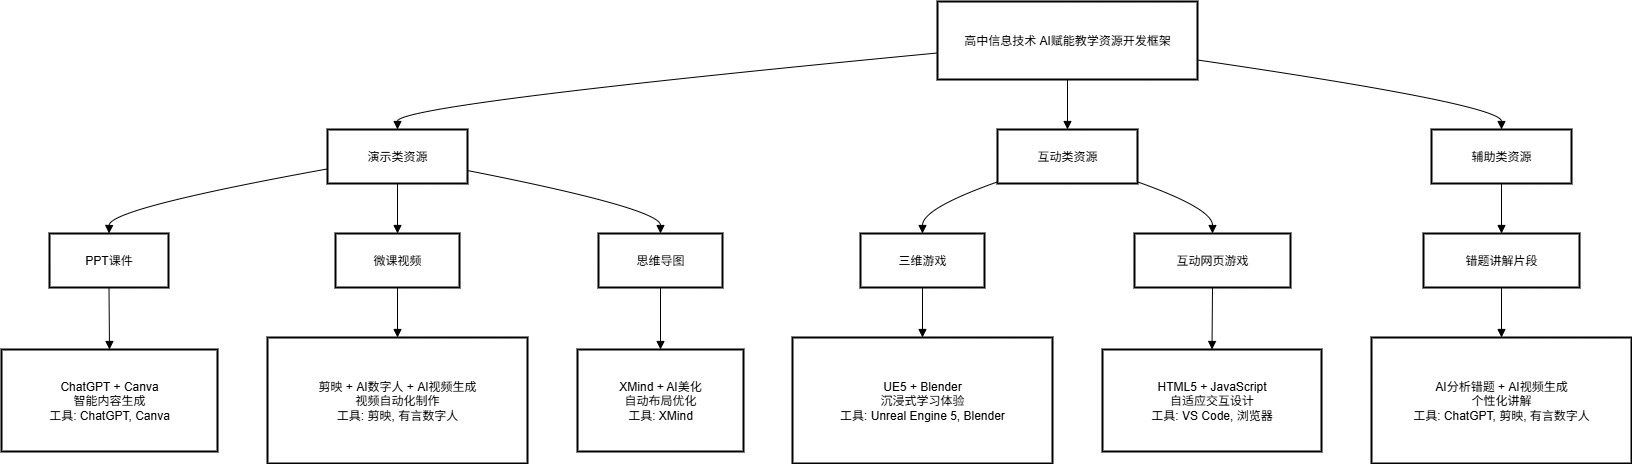 高中信息技术 AI赋能教学资源开发框架
演示类资源
互动类资源
辅助类资源
PPT课件
微课视频
思维导图
三维游戏
互动网页游戏
错题讲解片段
ChatGPT + Canva
智能内容生成
工具: ChatGPT, Canva
剪映 + AI数字人 + AI视频生成
视频自动化制作
工具: 剪映, 有言数字人
XMind + AI美化
自动布局优化
工具: XMind
UE5 + Blender
沉浸式学习体验
工具: Unreal Engine 5, Blender
HTML5 + JavaScript
自适应交互设计
工具: VS Code, 浏览器
AI分析错题 + AI视频生成
个性化讲解
工具: ChatGPT, 剪映, 有言数字人